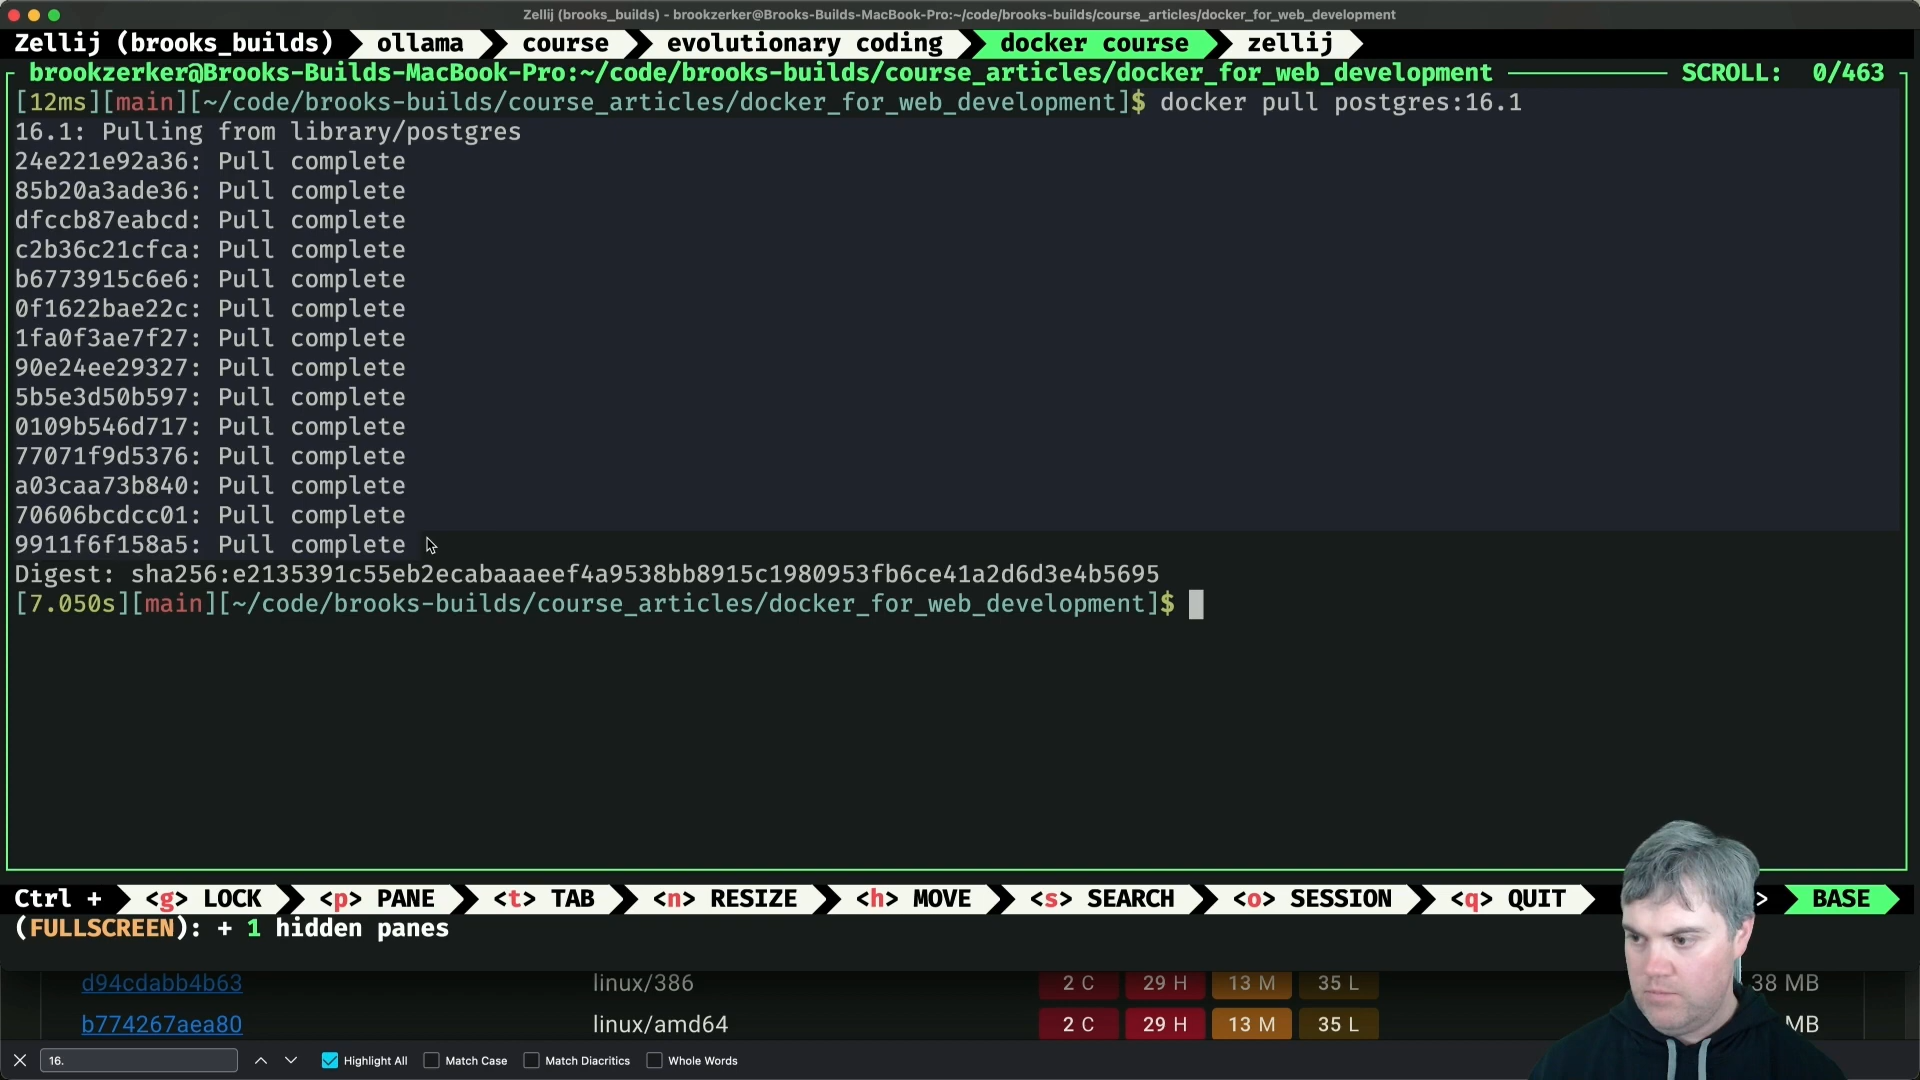 Zellij (brooks_builds) - brookzerker@Brooks-Builds-MacBook-Pro:~/code/brooks-builds/course_articles/docker_for_web_development
Zellij (brooks_builds) ollama course evolutionary coding docker course zellij
brookzerker@Brooks-Builds-MacBook-Pro:~/code/brooks-builds/course_articles/docker_for_web_development SCROLL: 0/463
[12ms][main][~/code/brooks-builds/course_articles/docker_for_web_development]$ docker pull postgres:16.1
16.1: Pulling from library/postgres
24e221e92a36: Pull complete
85b20a3ade36: Pull complete
dfccb87eabcd: Pull complete
c2b36c21cfca: Pull complete
b6773915c6e6: Pull complete
0f1622bae22c: Pull complete
1fa0f3ae7f27: Pull complete
90e24ee29327: Pull complete
5b5e3d50b597: Pull complete
0109b546d717: Pull complete
77071f9d5376: Pull complete
a03caa73b840: Pull complete
70606bcdcc01: Pull complete
9911f6f158a5: Pull complete
Digest: sha256:e2135391c55eb2ecabaaaeef4a9538bb8915c1980953fb6ce41a2d6d3e4b5695
[7.050s][main][~/code/brooks-builds/course_articles/docker_for_web_development]$
Ctrl + <g> LOCK <p> PANE <t> TAB <n> RESIZE <h> MOVE <s> SEARCH <o> SESSION <q> QUIT > BASE
(FULLSCREEN): + 1 hidden panes
d94cdabb4b63 linux/386 2 C 29 H 13 M 35 L 38 MB
b774267aea80 linux/amd64 2 C 29 H 13 M 35 L MB
16. Highlight All Match Case Match Diacritics Whole Words